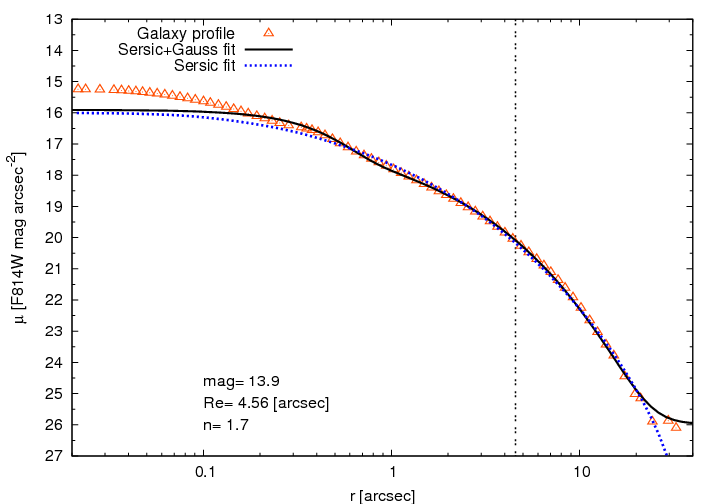 13
14
15
16
17
18
19
20
21
22
23
24
25
26
27
μ [F814W mag arcsec-2]
Galaxy profile
Sersic+Gauss fit
Sersic fit
mag= 13.9
Re= 4.56 [arcsec]
n= 1.7
0.1 1 10
r [arcsec]